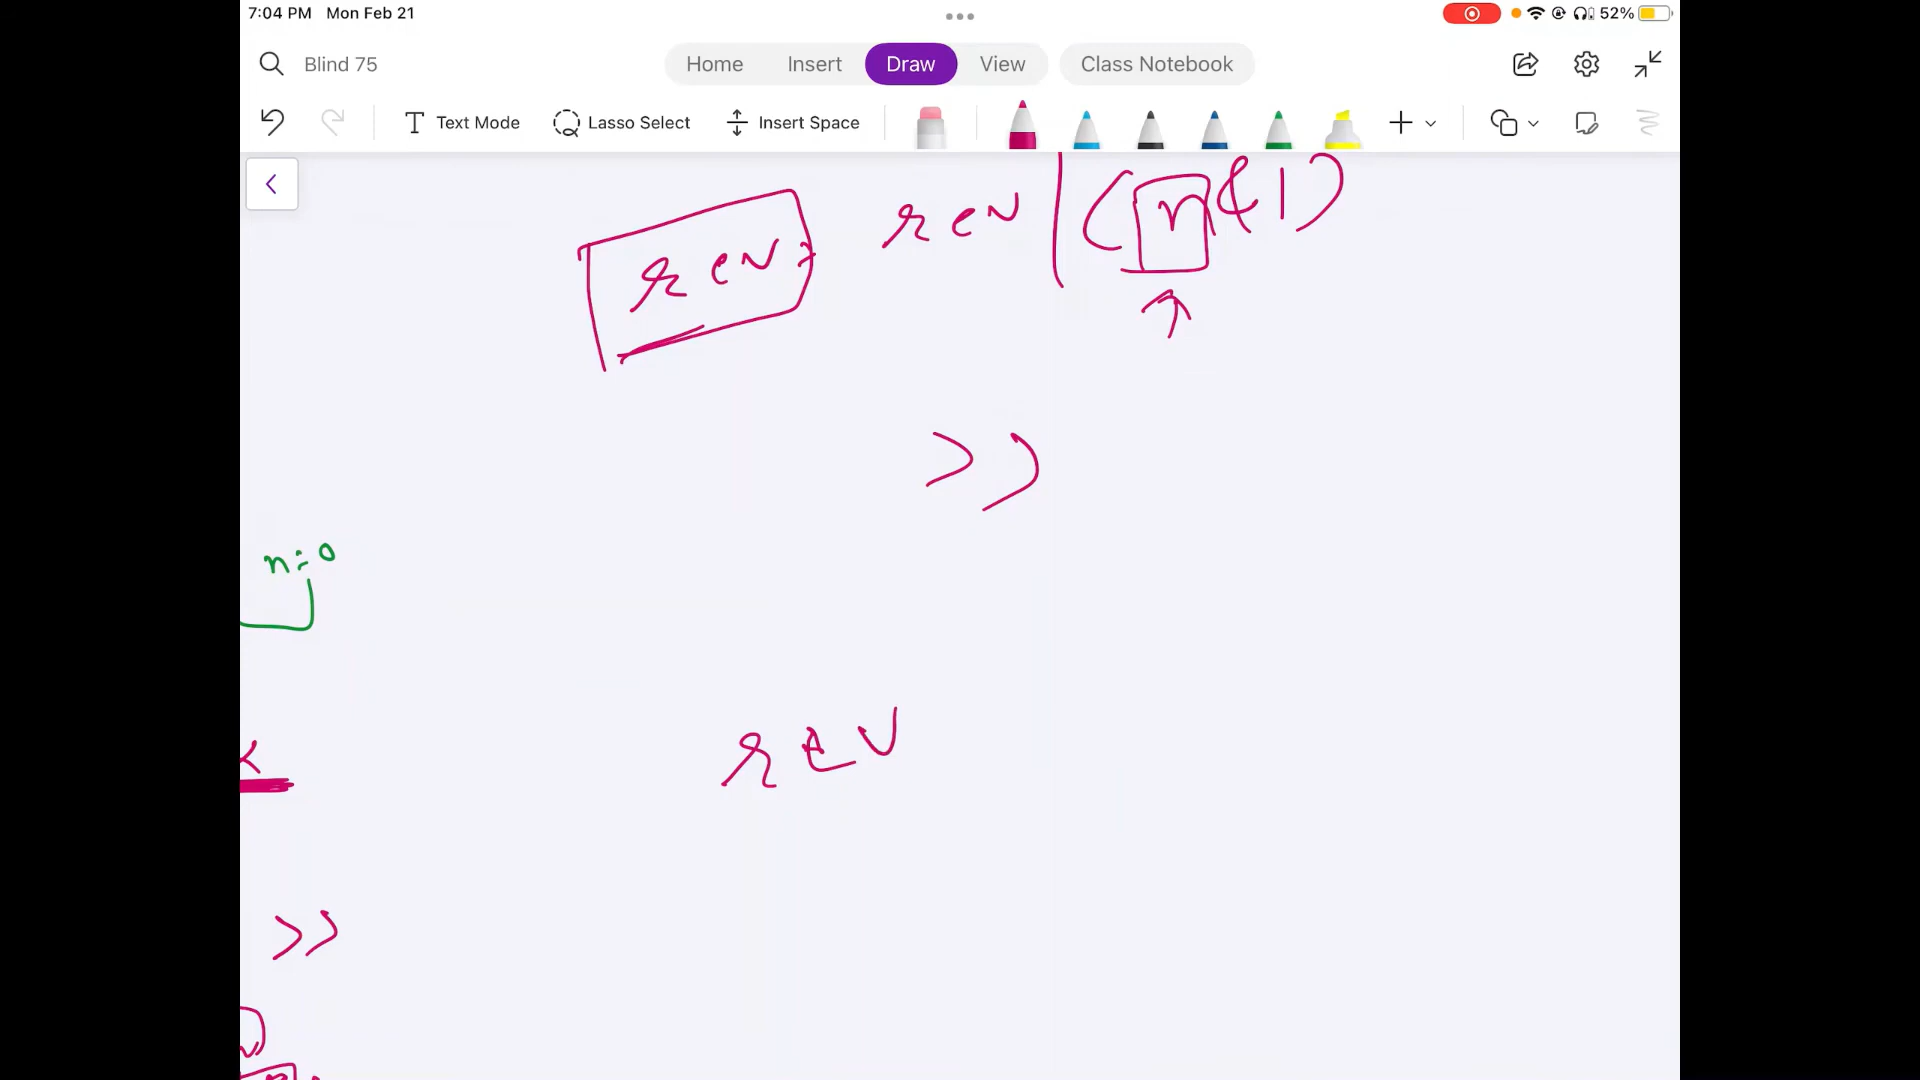 7:04 PM Mon Feb 21
52%
Blind 75
Home Insert Draw View Class Notebook
Text Mode Lasso Select Insert Space
rev = rev | (n & 1)
>>
n = 0
rev
>>